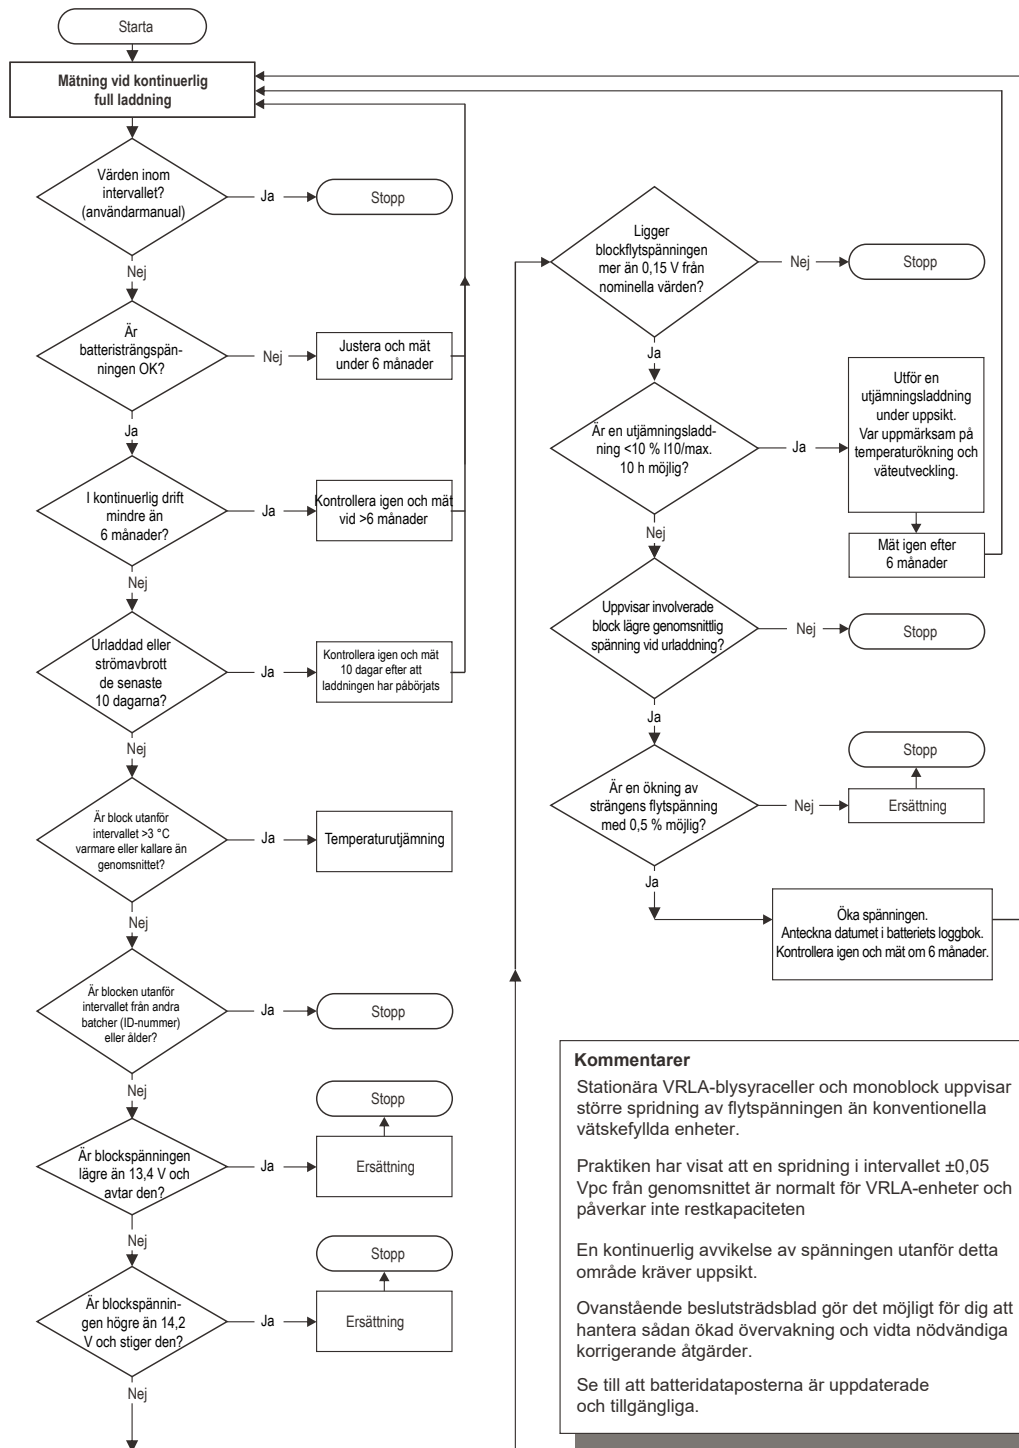 Starta
Mätning vid kontinuerlig
full laddning
Värden inom
intervallet?
(användarmanual)
Ja
Stopp
Nej
Är
batteristrängspän-
ningen OK?
Nej
Justera och mät
under 6 månader
Ja
I kontinuerlig drift
mindre än
6 månader?
Ja
Kontrollera igen och mät
vid >6 månader
Nej
Urladdad eller
strömavbrott
de senaste
10 dagarna?
Ja
Kontrollera igen och mät
10 dagar efter att
laddningen har påbörjats
Nej
Är block utanför
intervallet >3 °C
varmare eller kallare än
genomsnittet?
Ja
Temperaturutjämning
Nej
Är blocken utanför
intervallet från andra
batcher (ID-nummer)
eller ålder?
Ja
Stopp
Nej
Är blockspänningen
lägre än 13,4 V och
avtar den?
Ja
Ersättning
Stopp
Nej
Är blockspännin-
gen högre än 14,2
V och stiger den?
Ja
Ersättning
Stopp
Nej
Ligger
blockflytspänningen
mer än 0,15 V från
nominella värden?
Nej
Stopp
Ja
Är en utjämningsladd-
ning <10 % I10/max.
10 h möjlig?
Ja
Utför en
utjämningsladdning
under uppsikt.
Var uppmärksam på
temperaturökning och
väteutveckling.
Mät igen efter
6 månader
Nej
Uppvisar involverade
block lägre genomsnittlig
spänning vid urladdning?
Nej
Stopp
Ja
Är en ökning av
strängens flytspänning
med 0,5 % möjlig?
Nej
Ersättning
Stopp
Ja
Öka spänningen.
Anteckna datumet i batteriets loggbok.
Kontrollera igen och mät om 6 månader.
Kommentarer
Stationära VRLA-blysyraceller och monoblock uppvisar
större spridning av flytspänningen än konventionella
vätskefyllda enheter.
Praktiken har visat att en spridning i intervallet ±0,05
Vpc från genomsnittet är normalt för VRLA-enheter och
påverkar inte restkapaciteten
En kontinuerlig avvikelse av spänningen utanför detta
område kräver uppsikt.
Ovanstående beslutsträdsblad gör det möjligt för dig att
hantera sådan ökad övervakning och vidta nödvändiga
korrigerande åtgärder.
Se till att batteridataposterna är uppdaterade
och tillgängliga.